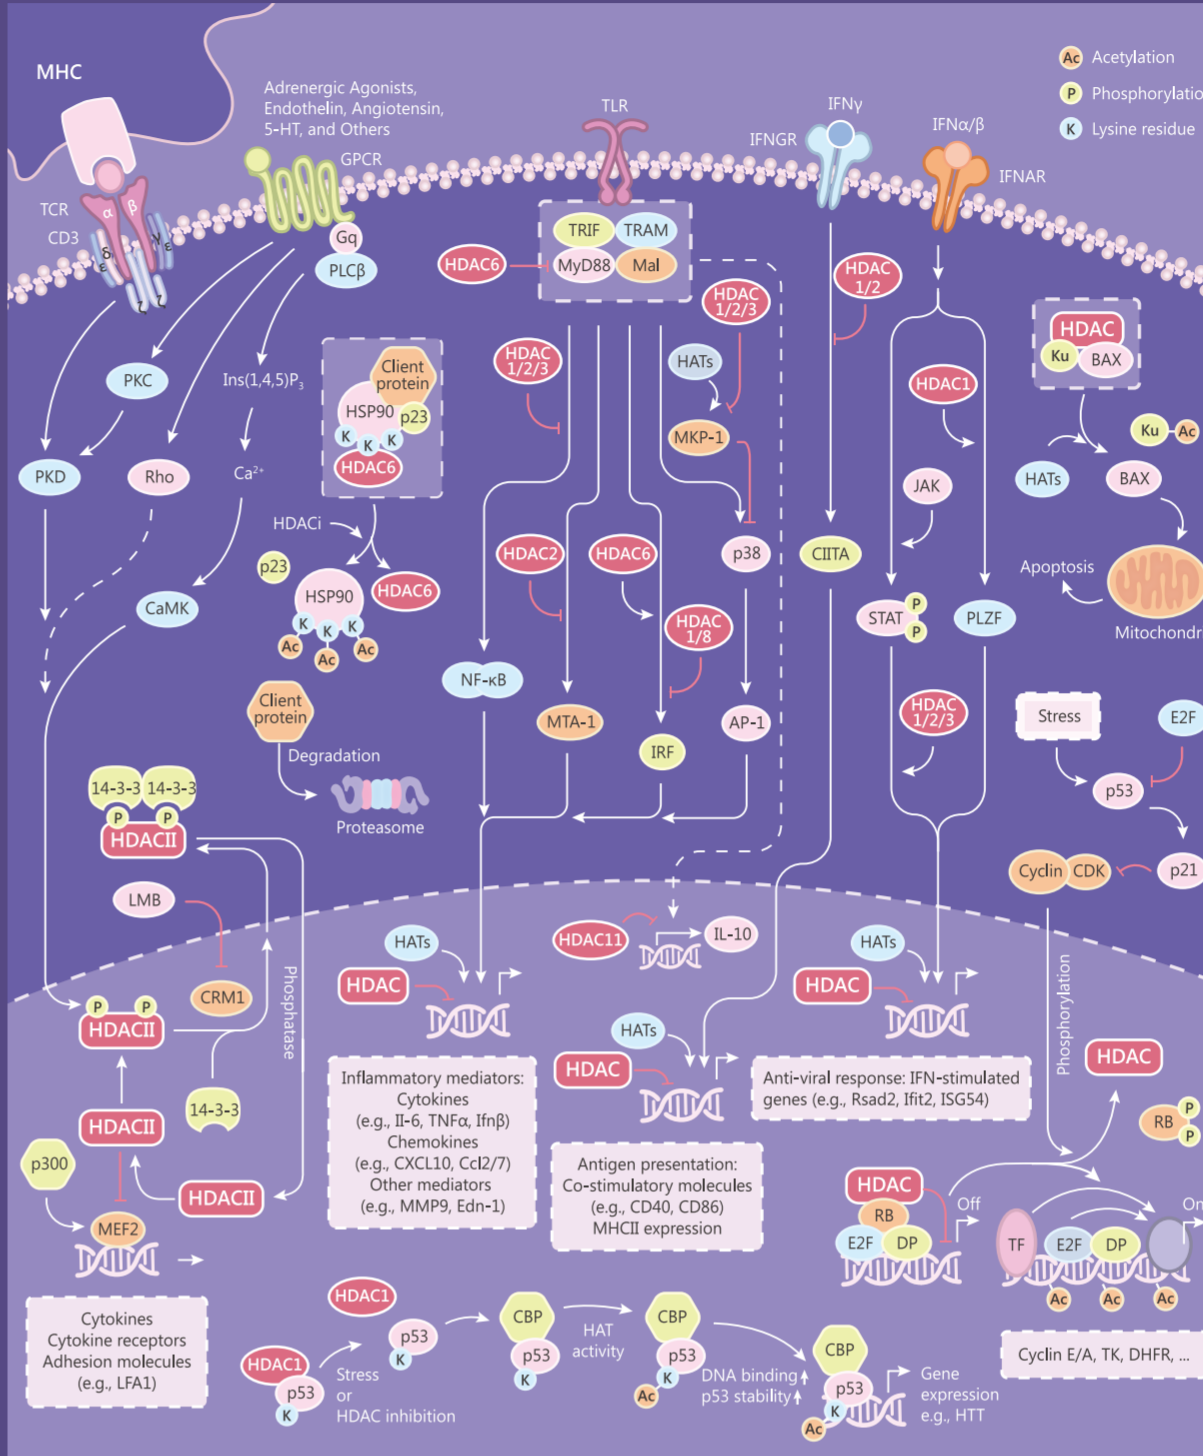 MHC
Adrenergic Agonists,
Endothelin, Angiotensin,
5-HT, and Others
GPCR
TLR
IFNγ
IFNGR
IFNα/β
IFNAR
Ac Acetylation
P Phosphorylatio
K Lysine residue
TCR
CD3
α
β
δ
ε
γ
ε
ζ
ζ
Gq
PLCβ
TRIF
TRAM
MyD88
Mal
HDAC6
HDAC
1/2/3
HDAC
1/2
HDAC
Ku
BAX
PKC
Ins(1,4,5)P3
Client
protein
HSP90
p23
K
K
K
HDAC6
HDAC
1/2/3
HATs
MKP-1
HDAC1
Ku
Ac
PKD
Rho
Ca2+
HATs
BAX
JAK
HDACi
p23
HSP90
HDAC6
K
K
K
Ac
Ac
Ac
HDAC2
HDAC6
p38
CIITA
Apoptosis
Mitochondr
CaMK
HDAC
1/8
STAT
P
P
PLZF
NF-κB
MTA-1
IRF
AP-1
HDAC
1/2/3
Stress
E2F
p53
Client
protein
Degradation
Proteasome
14-3-3
14-3-3
P
P
HDACII
Cyclin
CDK
p21
LMB
CRM1
Phosphatase
HATs
HDAC
HDAC11
IL-10
HATs
HDAC
Phosphorylation
P
P
HDACII
HATs
HDAC
HDAC
Inflammatory mediators:
Cytokines
(e.g., Il-6, TNFα, Ifnβ)
Chemokines
(e.g., CXCL10, Ccl2/7)
Other mediators
(e.g., MMP9, Edn-1)
Anti-viral response: IFN-stimulated
genes (e.g., Rsad2, Ifit2, ISG54)
Antigen presentation:
Co-stimulatory molecules
(e.g., CD40, CD86)
MHCII expression
14-3-3
HDACII
p300
HDACII
MEF2
RB
P
P
HDAC
RB
E2F
DP
Off
TF
E2F
DP
On
Ac
Ac
Ac
Cytokines
Cytokine receptors
Adhesion molecules
(e.g., LFA1)
Cyclin E/A, TK, DHFR, ...
HDAC1
HDAC1
p53
K
Stress
or
HDAC inhibition
p53
K
CBP
p53
K
HAT
activity
CBP
p53
K
Ac
DNA binding
p53 stability
CBP
p53
K
Ac
Gene
expression
e.g., HTT